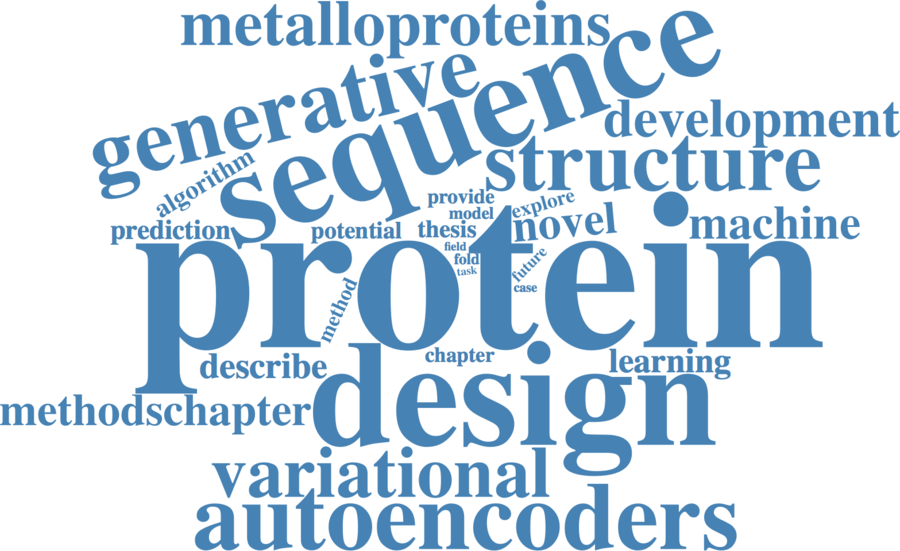 metalloproteins
generative
sequence
development
algorithm
structure
provide
model
explore
prediction
potential
thesis
novel
machine
field
fold
task
future
case
protein
method
chapter
describe
learning
design
methodschapter
variational
autoencoders